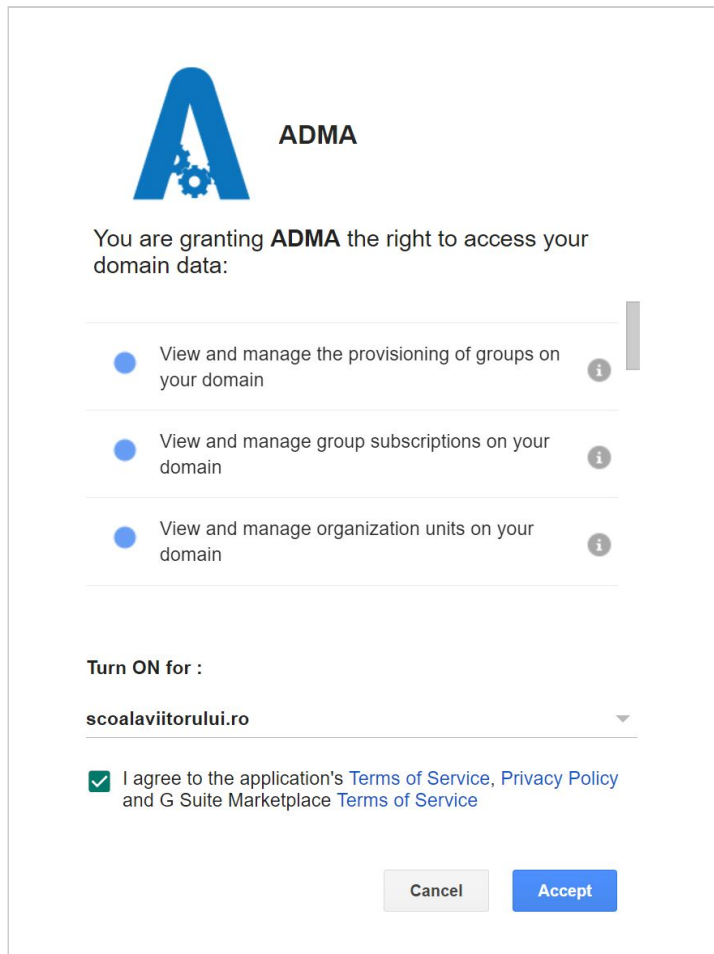 ADMA
You are granting ADMA the right to access your
domain data:
View and manage the provisioning of groups on
your domain
View and manage group subscriptions on your
domain
View and manage organization units on your
domain
Turn ON for :
scoalaviitorului.ro
I agree to the application's Terms of Service, Privacy Policy
and G Suite Marketplace Terms of Service
Cancel Accept